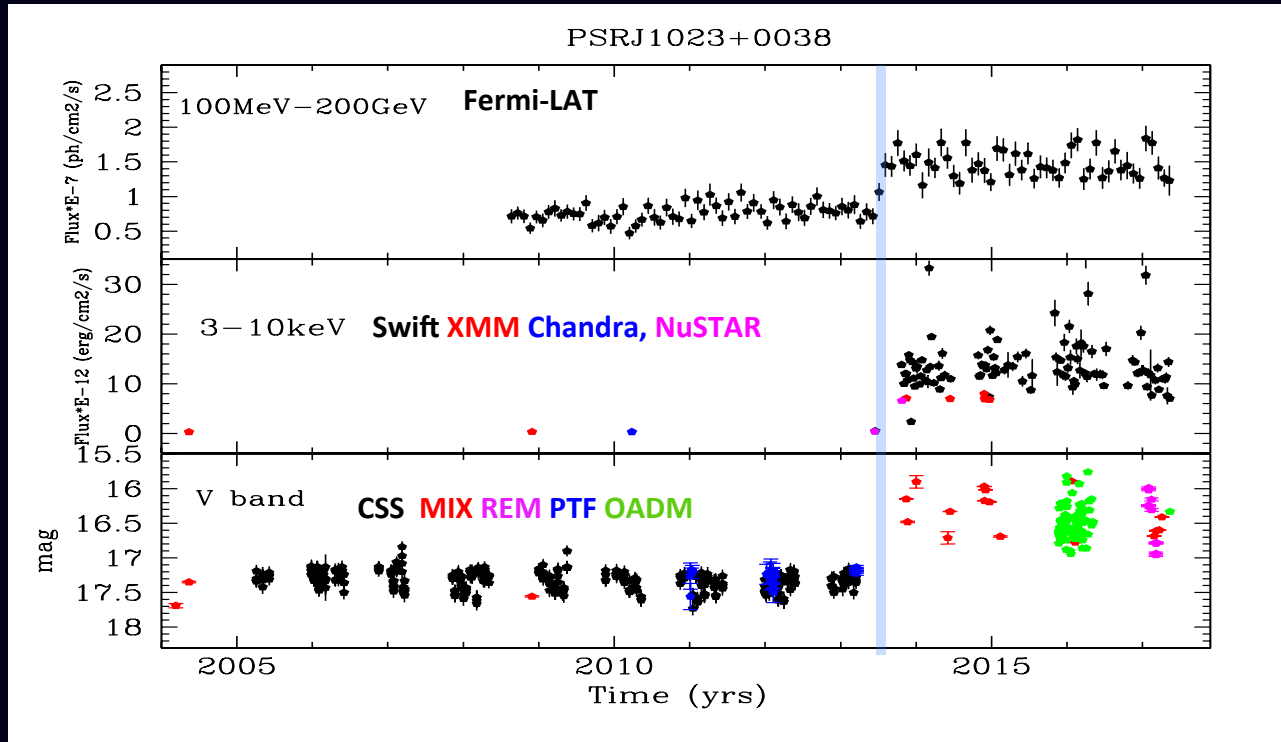 PSRJ1023+0038
100MeV−200GeV Fermi-LAT
Flux*E-7 (ph/cm2/s)
2.5
2
1.5
1
0.5
3−10keV Swift XMM Chandra, NuSTAR
Flux*E-12 (erg/cm2/s)
30
20
10
0
V band
CSS MIX REM PTF OADM
mag
15.5
16
16.5
17
17.5
18
2005 2010 2015
Time (yrs)